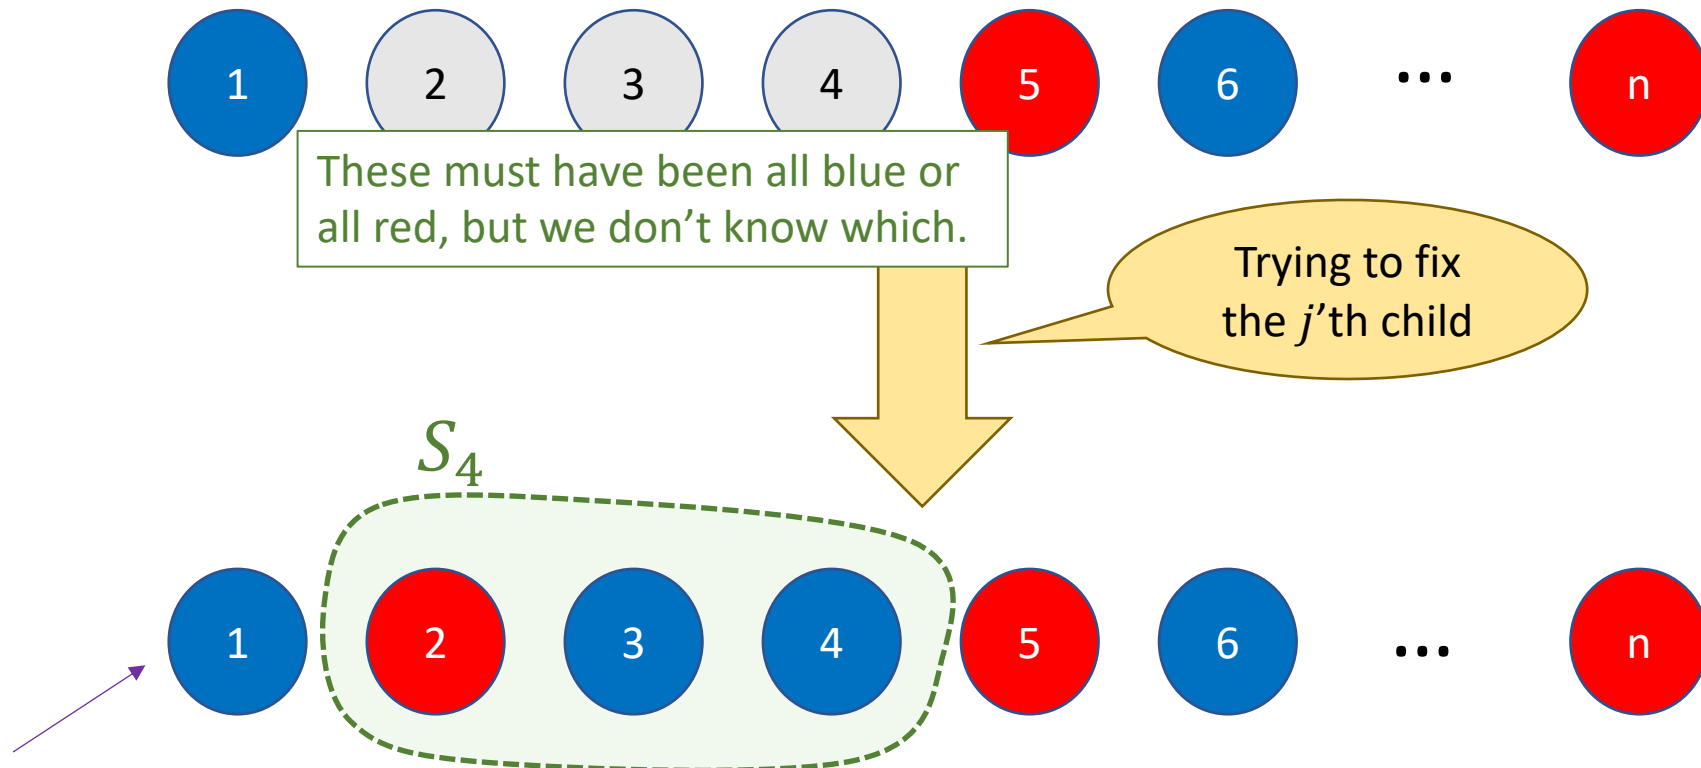 1 2 3 4 5 6 ... n
These must have been all blue or
all red, but we don’t know which.
Trying to fix
the j’th child
S₄
1 2 3 4 5 6 ... n